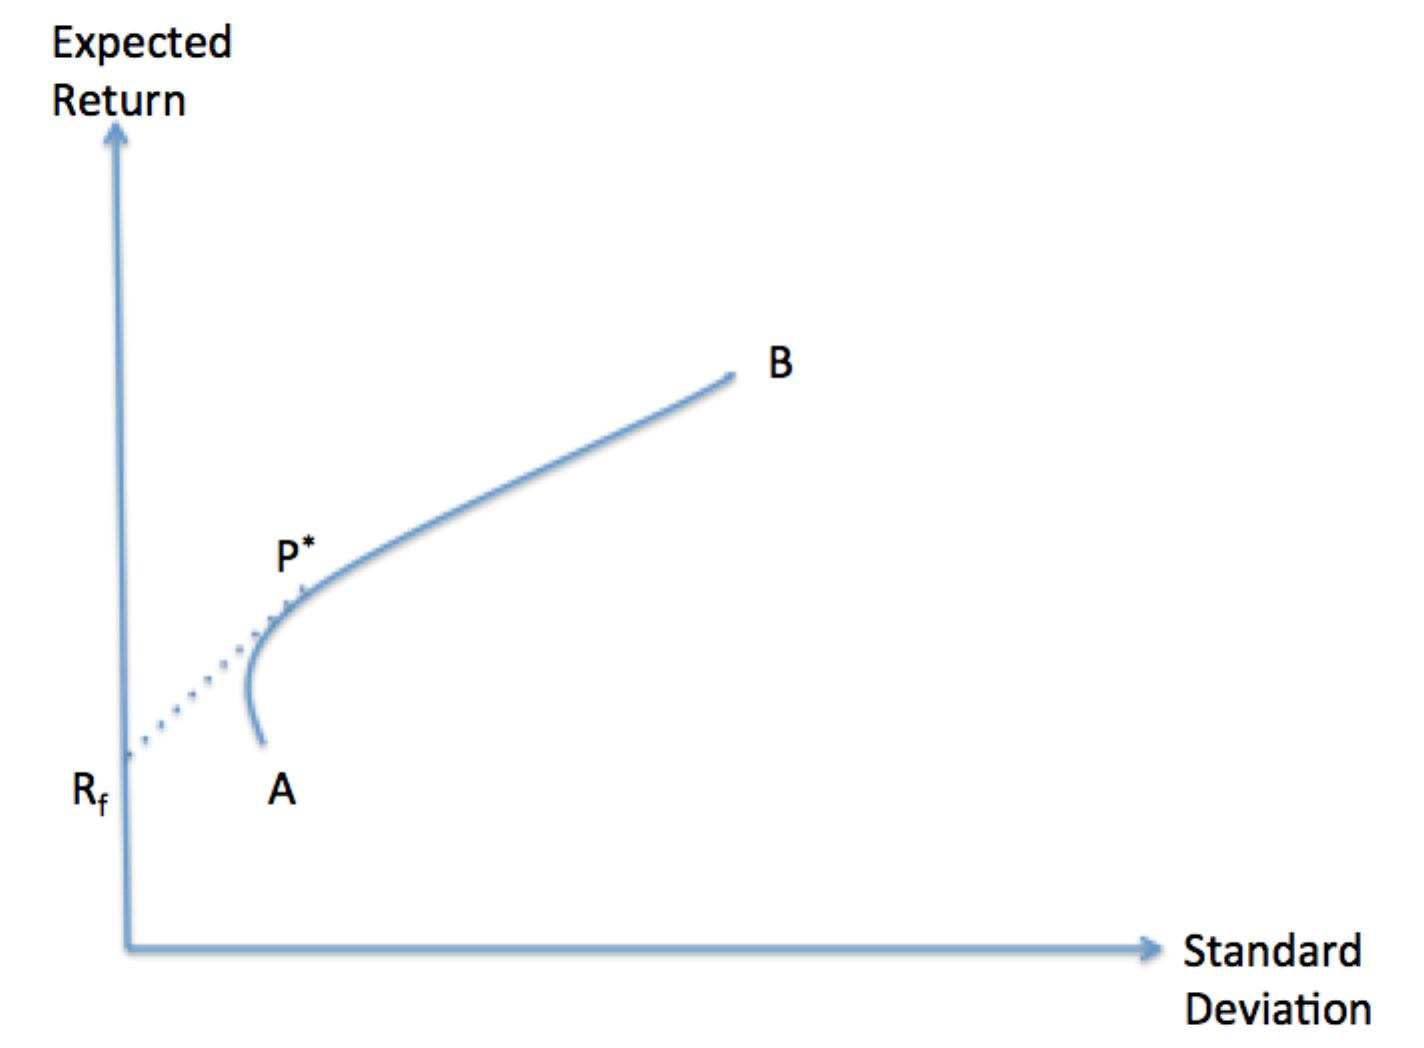 Expected
Return
B
P*
Rf
A
Standard
Deviation